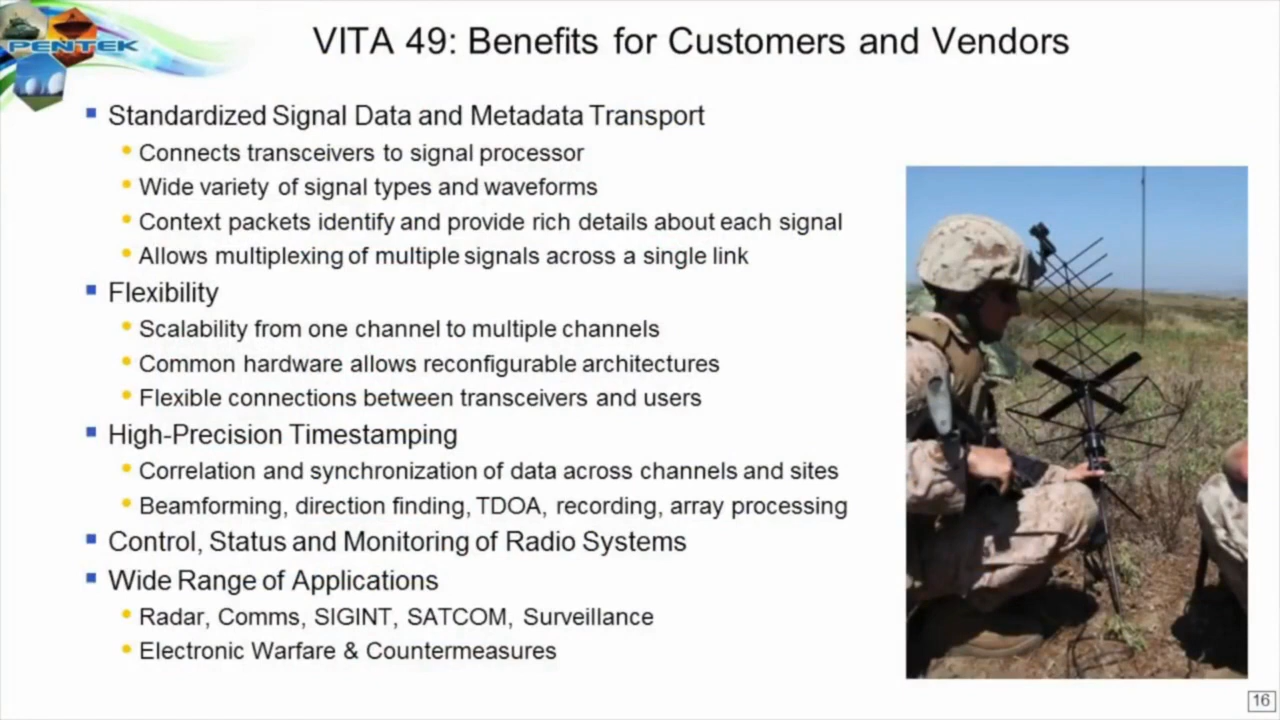 PENTEK
VITA 49: Benefits for Customers and Vendors
Standardized Signal Data and Metadata Transport
Connects transceivers to signal processor
Wide variety of signal types and waveforms
Context packets identify and provide rich details about each signal
Allows multiplexing of multiple signals across a single link
Flexibility
Scalability from one channel to multiple channels
Common hardware allows reconfigurable architectures
Flexible connections between transceivers and users
High-Precision Timestamping
Correlation and synchronization of data across channels and sites
Beamforming, direction finding, TDOA, recording, array processing
Control, Status and Monitoring of Radio Systems
Wide Range of Applications
Radar, Comms, SIGINT, SATCOM, Surveillance
Electronic Warfare & Countermeasures
16